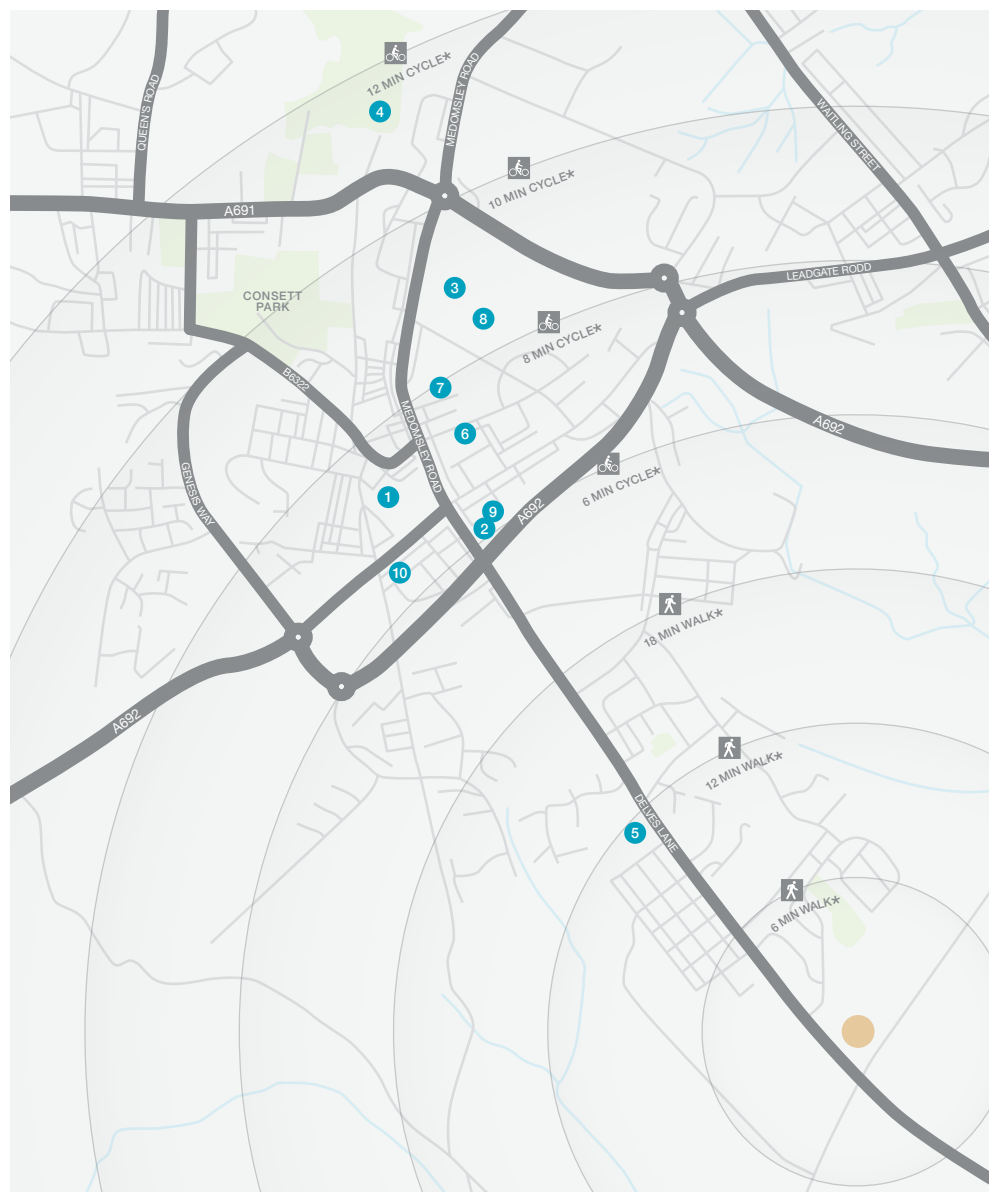 12 MIN CYCLE*
4
MEDOMSLEY ROAD
QUEEN'S ROAD
WAITLING STREET
10 MIN CYCLE*
A691
LEADGATE RODD
3
CONSETT
PARK
8
8 MIN CYCLE*
B6322
7
MEDOMSLEY ROAD
A692
6
6 MIN CYCLE*
GENESIS WAY
1
9
A692
2
10
18 MIN WALK*
A692
12 MIN WALK*
DELVES LANE
5
6 MIN WALK*